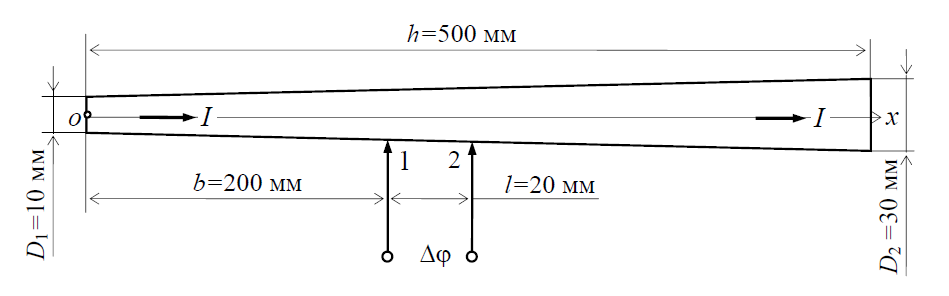 h=500 мм
o
I
I
x
1
2
b=200 мм
l=20 мм
D₁=10 мм
D₂=30 мм
Δφ